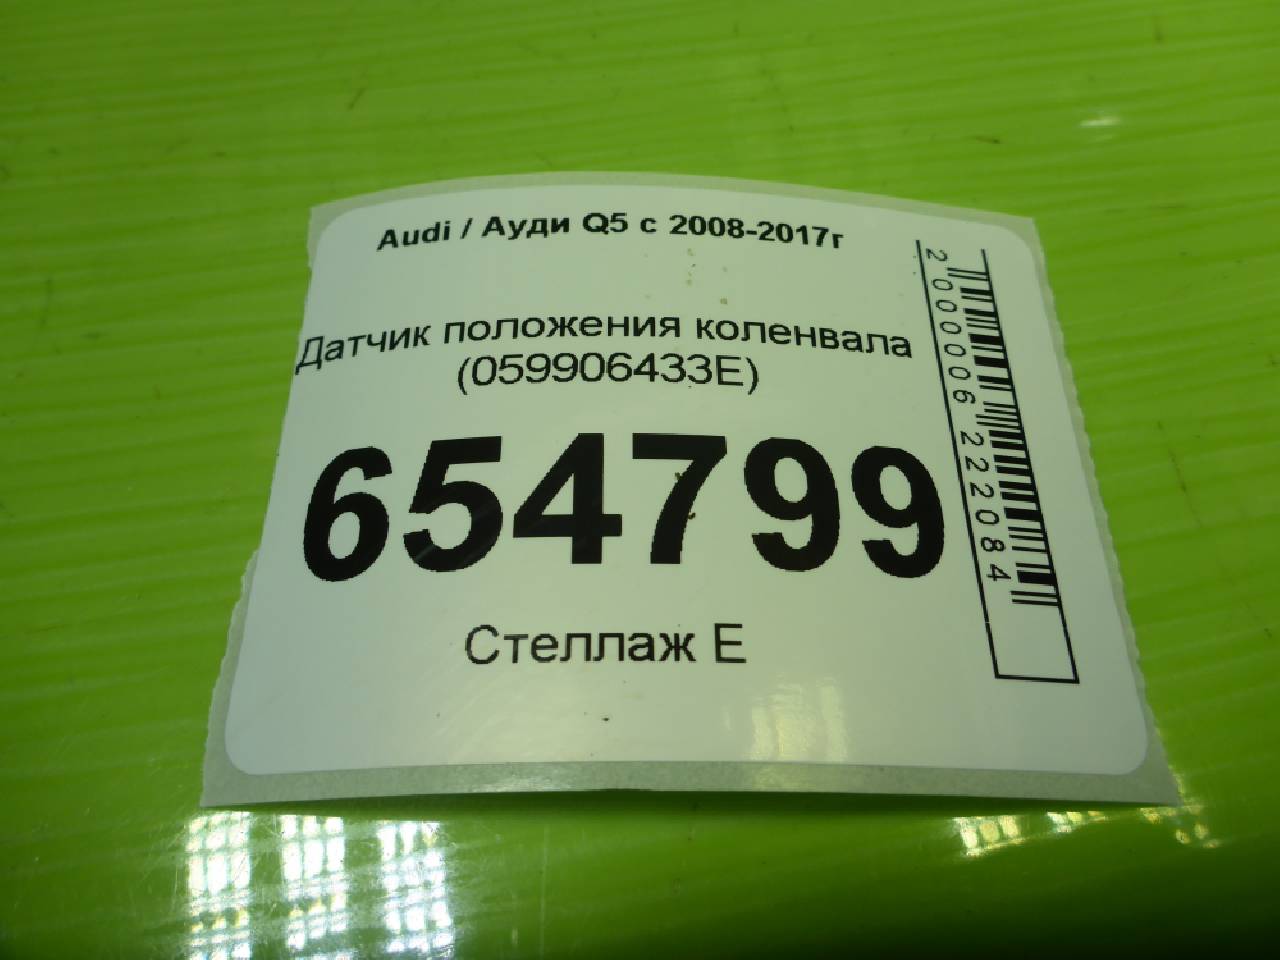 Audi / Ауди Q5 с 2008-2017г
Датчик положения коленвала
(059906433E)
654799
Стеллаж Е
2000006222084